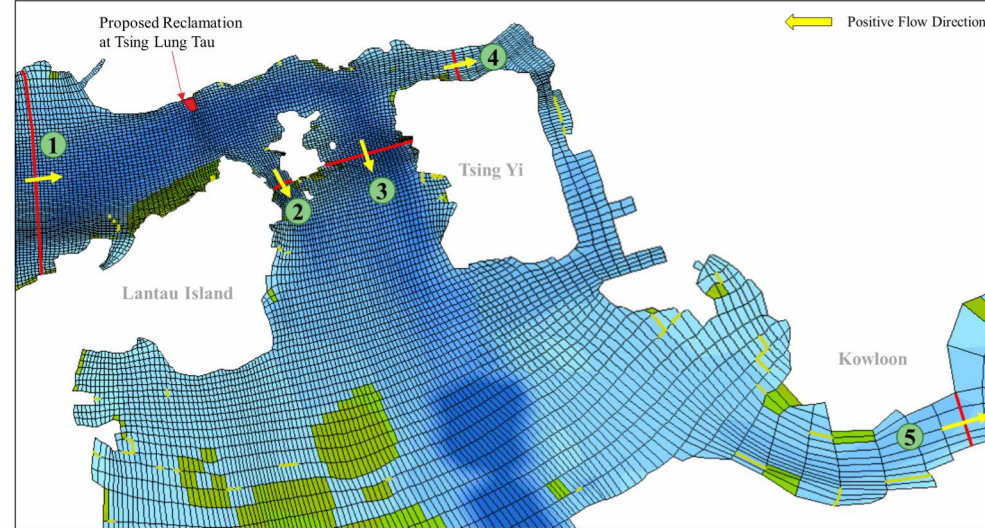 Proposed Reclamation
at Tsing Lung Tau
Positive Flow Direction
4
1
Tsing Yi
3
2
Lantau Island
Kowloon
5